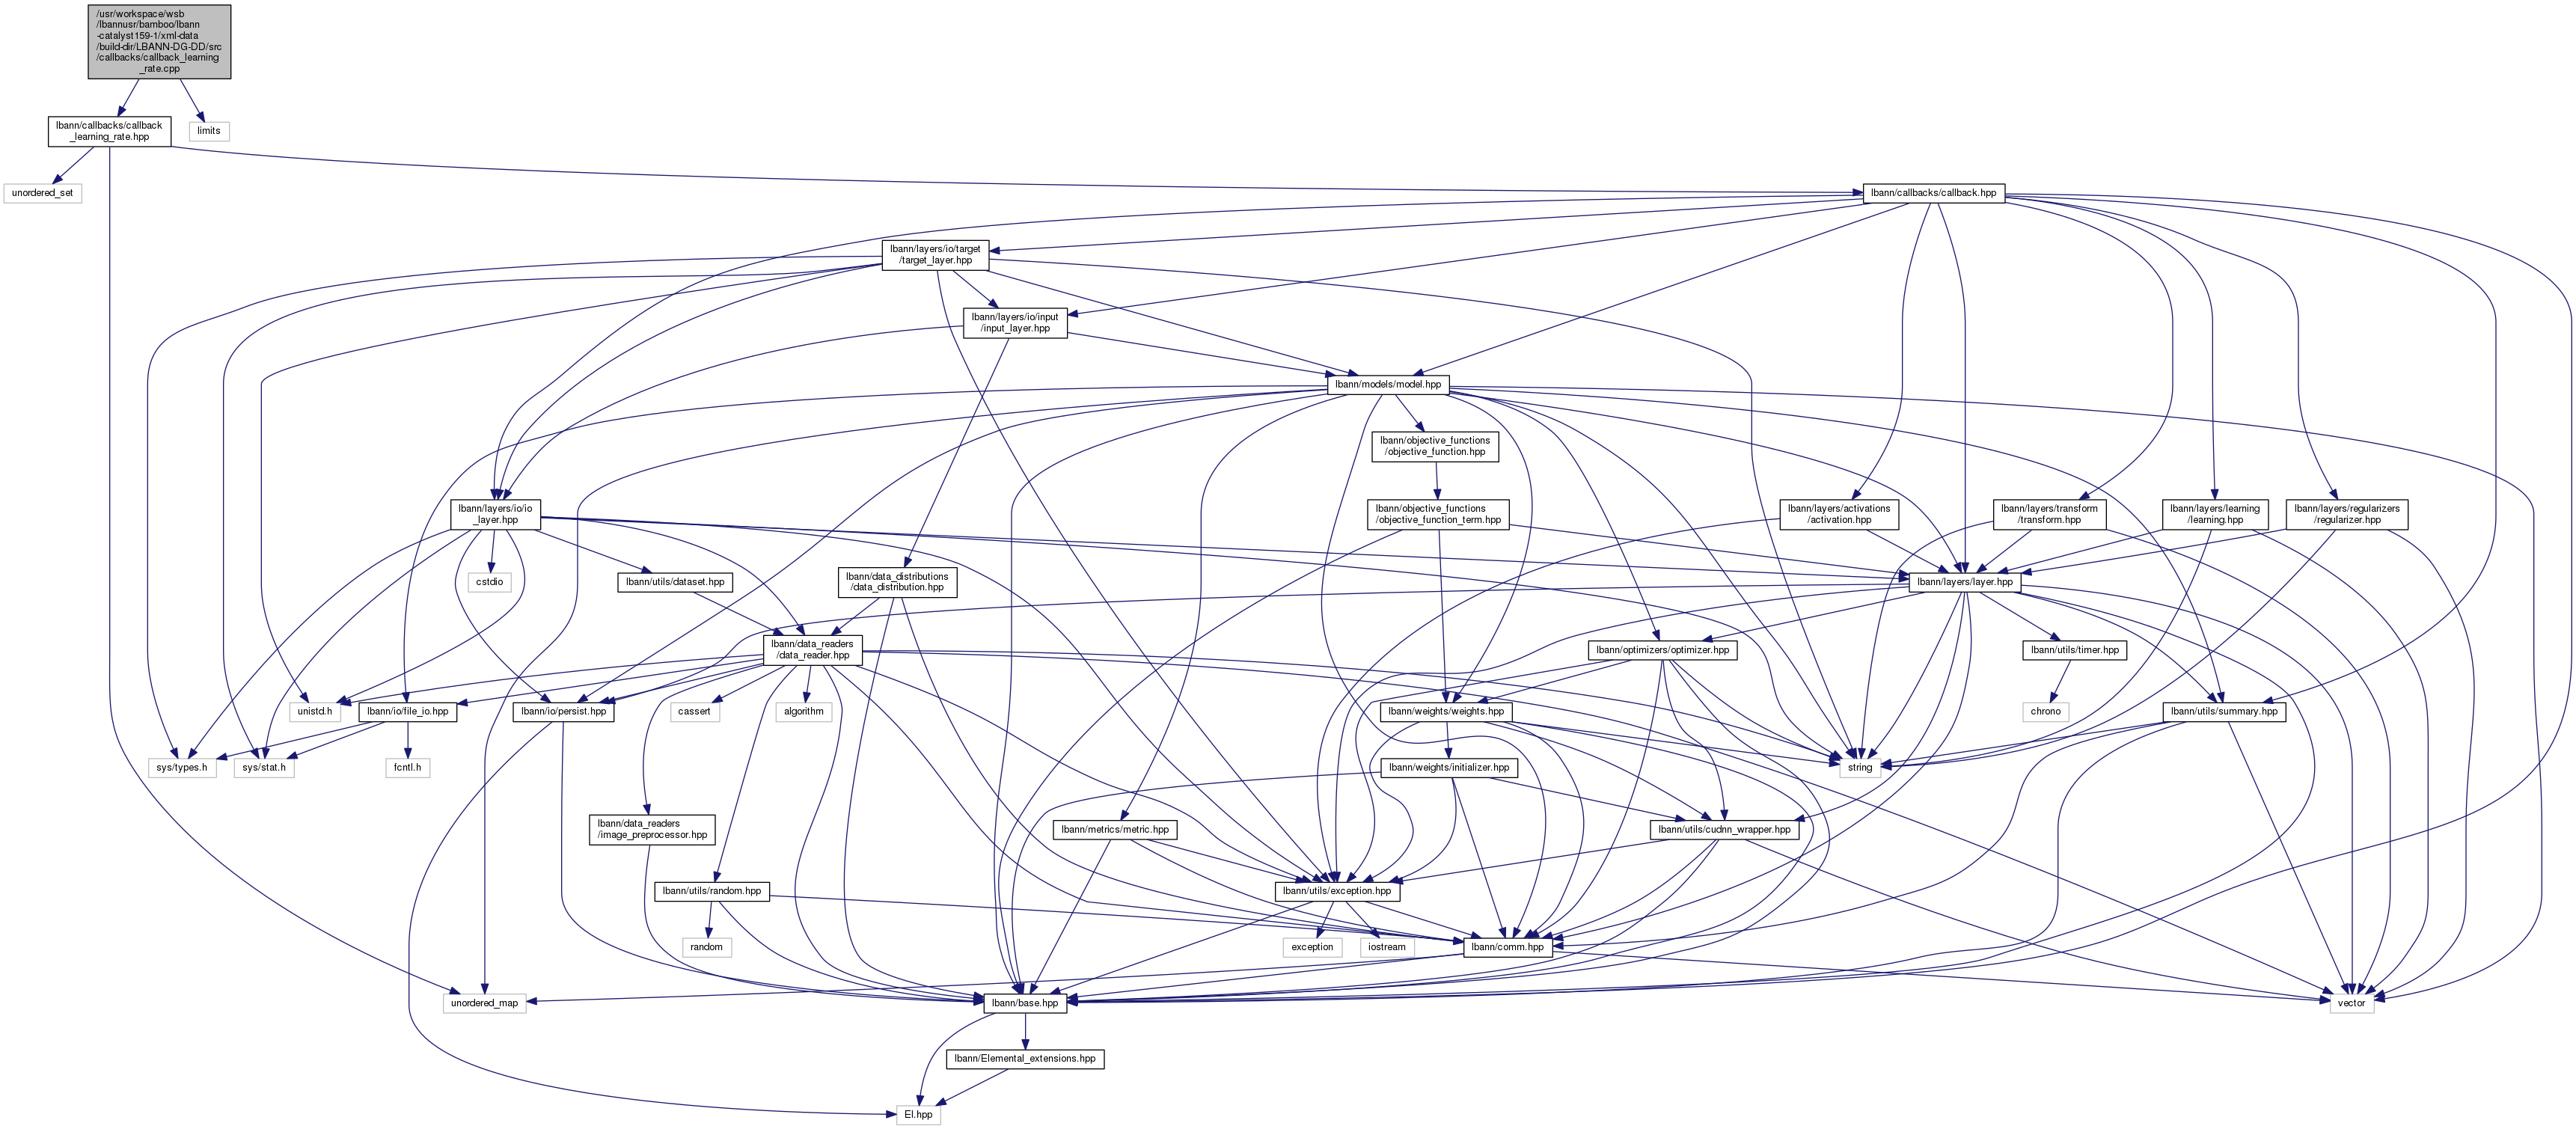 /usr/workspace/wsb
/lbannusr/bamboo/lbann
-catalyst159-1/xml-data
/build-dir/LBANN-DG-DD/src
/callbacks/callback_learning
_rate.cpp
lbann/callbacks/callback
_learning_rate.hpp
limits
unordered_set
lbann/callbacks/callback.hpp
lbann/layers/io/target
/target_layer.hpp
lbann/layers/io/input
/input_layer.hpp
lbann/models/model.hpp
lbann/objective_functions
/objective_function.hpp
lbann/layers/io/io
_layer.hpp
lbann/objective_functions
/objective_function_term.hpp
lbann/layers/activations
/activation.hpp
lbann/layers/transform
/transform.hpp
lbann/layers/learning
/learning.hpp
lbann/layers/regularizers
/regularizer.hpp
cstdio
lbann/utils/dataset.hpp
lbann/data_distributions
/data_distribution.hpp
lbann/layers/layer.hpp
lbann/data_readers
/data_reader.hpp
lbann/optimizers/optimizer.hpp
lbann/utils/timer.hpp
unistd.h
lbann/io/file_io.hpp
lbann/io/persist.hpp
cassert
algorithm
lbann/weights/weights.hpp
chrono
lbann/utils/summary.hpp
sys/types.h
sys/stat.h
fcntl.h
lbann/weights/initializer.hpp
string
lbann/data_readers
/image_preprocessor.hpp
lbann/metrics/metric.hpp
lbann/utils/cudnn_wrapper.hpp
lbann/utils/random.hpp
lbann/utils/exception.hpp
random
exception
iostream
lbann/comm.hpp
unordered_map
lbann/base.hpp
vector
lbann/Elemental_extensions.hpp
El.hpp